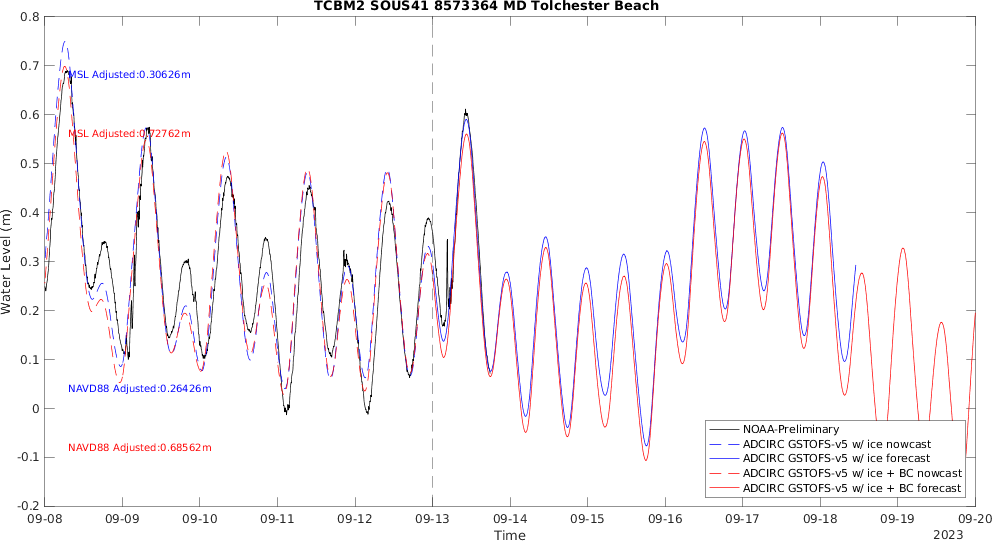 TCBM2 SOUS41 8573364 MD Tolchester Beach
0.8
0.7
0.6
0.5
0.4
0.3
0.2
0.1
0
-0.1
-0.2
Water Level (m)
MSL Adjusted:0.30626m
MSL Adjusted:0.72762m
NAVD88 Adjusted:0.26426m
NAVD88 Adjusted:0.68562m
NOAA-Preliminary
ADCIRC GSTOFS-v5 w/ ice nowcast
ADCIRC GSTOFS-v5 w/ ice forecast
ADCIRC GSTOFS-v5 w/ ice + BC nowcast
ADCIRC GSTOFS-v5 w/ ice + BC forecast
09-08 09-09 09-10 09-11 09-12 09-13 09-14 09-15 09-16 09-17 09-18 09-19 09-20
Time
2023